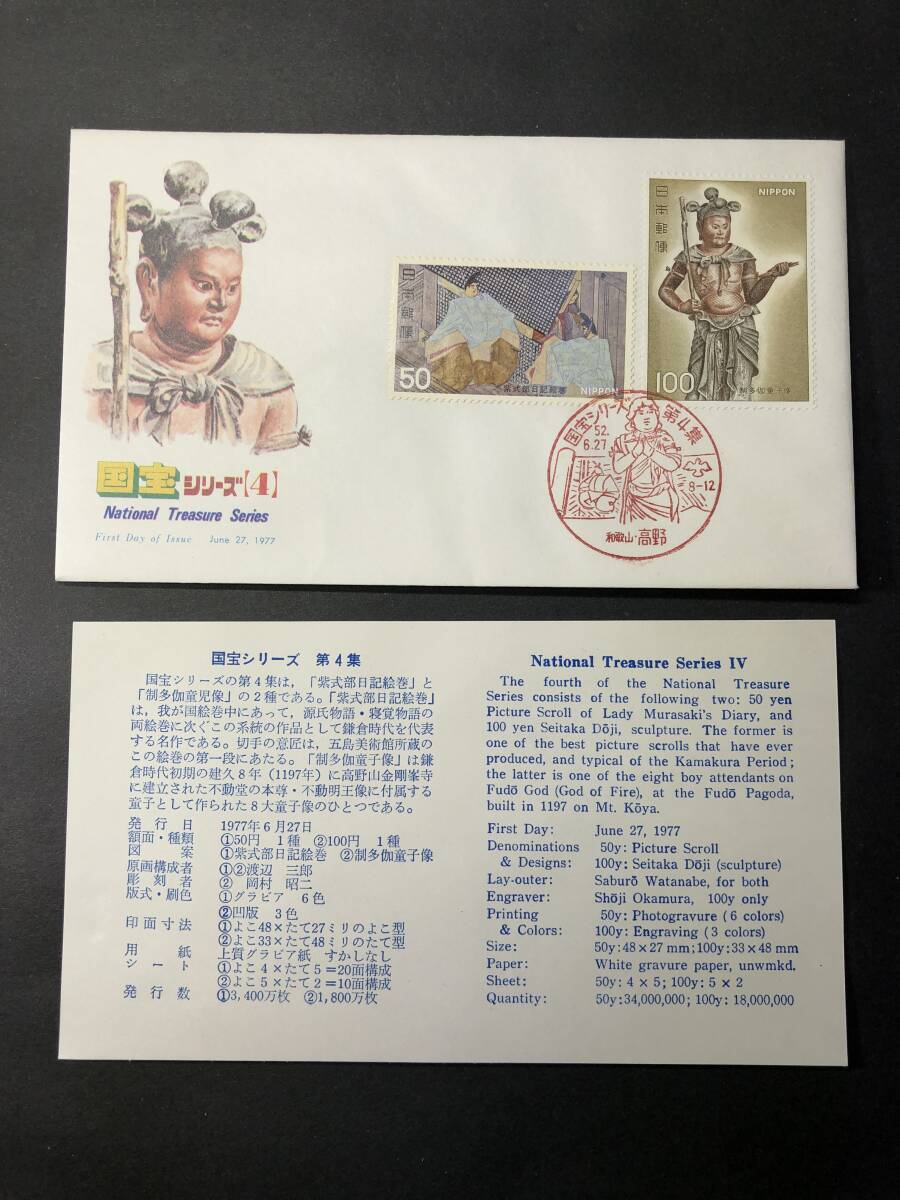 国宝シリーズ【4】
National Treasure Series
First Day of Issue June 27, 1977
日本郵便
50
NIPPON
紫式部日記絵巻
日本郵便
NIPPON
100
制多伽童子像
国宝シリーズ 第4集
52.
6.27
8-12
和歌山・高野
国宝シリーズ 第4集
国宝シリーズの第4集は,「紫式部日記絵巻」と
「制多伽童児像」の2種である。「紫式部日記絵巻」
は,我が国絵巻中にあって,源氏物語・寝覚物語の
両絵巻に次ぐこの系統の作品として鎌倉時代を代表
する名作である。切手の意匠は,五島美術館所蔵の
この絵巻の第一段にあたる。「制多伽童子像」は鎌
倉時代初期の建久8年(1197年)に高野山金剛峯寺
に建立された不動堂の本尊・不動明王像に付属する
童子として作られた8大童子像のひとつである。
発行日 1977年6月27日
額面・種類 ①50円 1種 ②100円 1種
図案 ①紫式部日記絵巻 ②制多伽童子像
原画構成者 ①②渡辺 三郎
彫刻者 ② 岡村 昭二
版式・刷色 ①グラビア 6色
②凹版 3色
印面寸法 ①よこ48×たて27ミリのよこ型
②よこ33×たて48ミリのたて型
用紙 上質グラビア紙 すかしなし
シート ①よこ4×たて5=20面構成
②よこ5×たて2=10面構成
発行数 ①3,400万枚 ②1,800万枚
National Treasure Series IV
The fourth of the National Treasure
Series consists of the following two: 50 yen
Picture Scroll of Lady Murasaki's Diary, and
100 yen Seitaka Dōji, sculpture. The former is
one of the best picture scrolls that have ever
produced, and typical of the Kamakura Period;
the latter is one of the eight boy attendants on
Fudō God (God of Fire), at the Fudō Pagoda,
built in 1197 on Mt. Kōya.
First Day: June 27, 1977
Denominations 50y: Picture Scroll
& Designs: 100y: Seitaka Dōji (sculpture)
Lay-outer: Saburō Watanabe, for both
Engraver: Shōji Okamura, 100y only
Printing 50y: Photogravure (6 colors)
& Colors: 100y: Engraving (3 colors)
Size: 50y: 48×27 mm; 100y: 33×48 mm
Paper: White gravure paper, unwmkd.
Sheet: 50y: 4×5; 100y: 5×2
Quantity: 50y: 34,000,000; 100y: 18,000,000